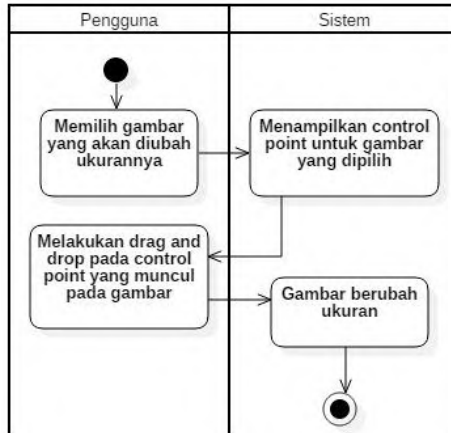 Pengguna
Sistem
Memilih gambar
yang akan diubah
ukurannya
Menampilkan control
point untuk gambar
yang dipilih
Melakukan drag and
drop pada control
point yang muncul
pada gambar
Gambar berubah
ukuran